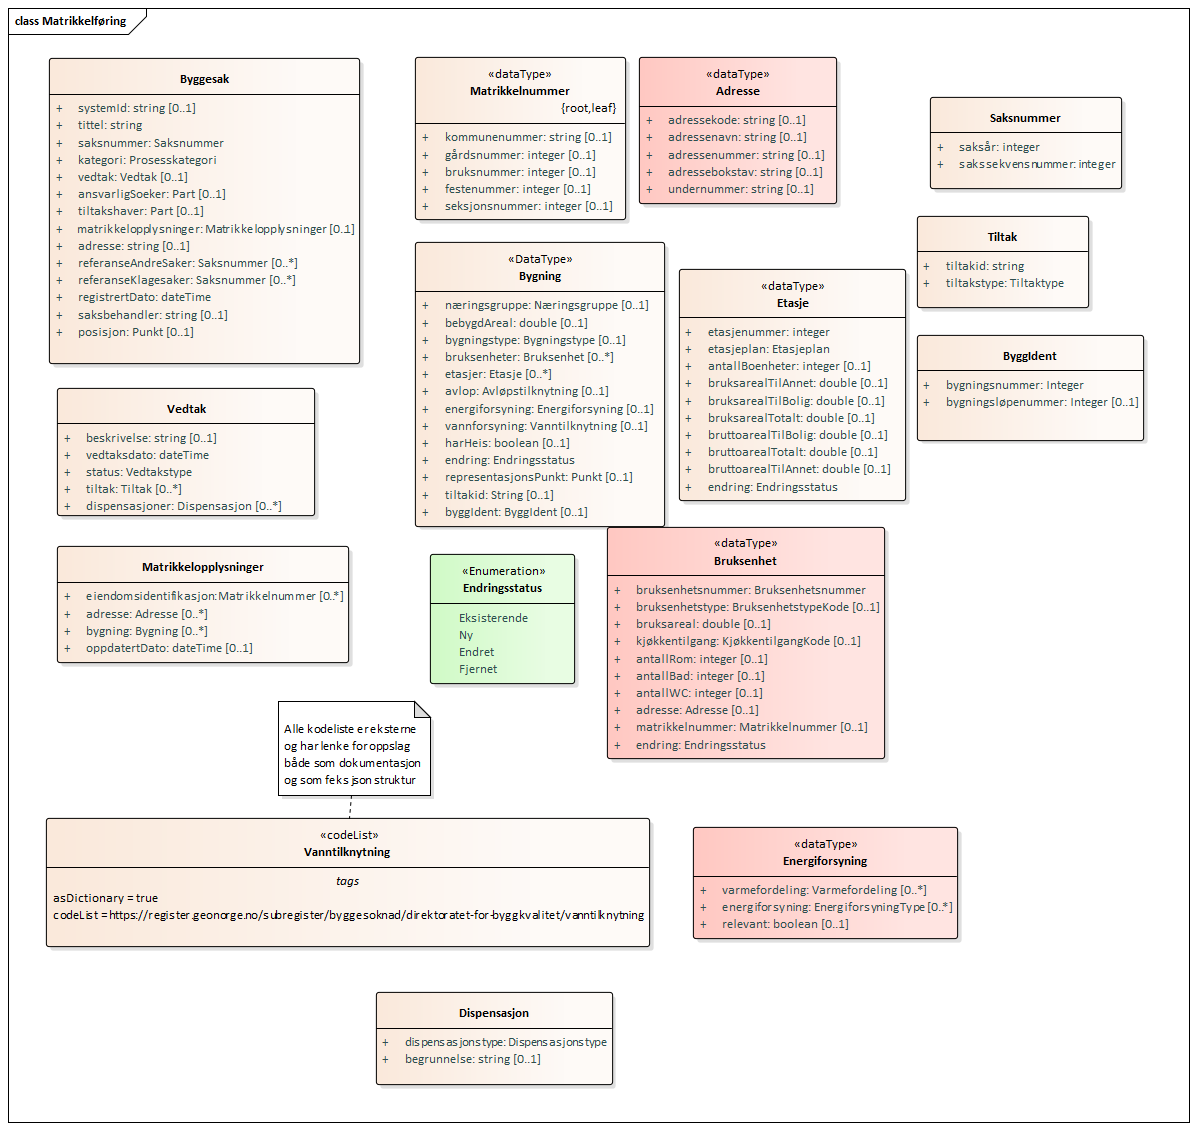 class Matrikkelføring
Byggesak
+ systemId: string [0..1]
+ tittel: string
+ saksnummer: Saksnummer
+ kategori: Prosesskategori
+ vedtak: Vedtak [0..1]
+ ansvarligSoeker: Part [0..1]
+ tiltakshaver: Part [0..1]
+ matrikkelopplysninger: Matrikkelopplysninger [0..1]
+ adresse: string [0..1]
+ referanseAndreSaker: Saksnummer [0..*]
+ referanseKlagesaker: Saksnummer [0..*]
+ registrertDato: dateTime
+ saksbehandler: string [0..1]
+ posisjon: Punkt [0..1]
«dataType»
Matrikkelnummer
{root,leaf}
+ kommunenummer: string [0..1]
+ gårdsnummer: integer [0..1]
+ bruksnummer: integer [0..1]
+ festenummer: integer [0..1]
+ seksjonsnummer: integer [0..1]
«dataType»
Adresse
+ adressekode: string [0..1]
+ adressenavn: string [0..1]
+ adressenummer: string [0..1]
+ adressebokstav: string [0..1]
+ undernummer: string [0..1]
Saksnummer
+ saksår: integer
+ sakssekvensnummer: integer
Tiltak
+ tiltakid: string
+ tiltakstype: Tiltaktype
«DataType»
Bygning
+ næringsgruppe: Næringsgruppe [0..1]
+ bebygdAreal: double [0..1]
+ bygningstype: Bygningstype [0..1]
+ bruksenheter: Bruksenhet [0..*]
+ etasjer: Etasje [0..*]
+ avlop: Avløpstilknytning [0..1]
+ energiforsyning: Energiforsyning [0..1]
+ vannforsyning: Vanntilknytning [0..1]
+ harHeis: boolean [0..1]
+ endring: Endringsstatus
+ representasjonsPunkt: Punkt [0..1]
+ tiltakid: String [0..1]
+ byggIdent: ByggIdent [0..1]
«dataType»
Etasje
+ etasjenummer: integer
+ etasjeplan: Etasjeplan
+ antallBoenheter: integer [0..1]
+ bruksarealTilAnnet: double [0..1]
+ bruksarealTilBolig: double [0..1]
+ bruksarealTotalt: double [0..1]
+ bruttoarealTilBolig: double [0..1]
+ bruttoarealTotalt: double [0..1]
+ bruttoarealTilAnnet: double [0..1]
+ endring: Endringsstatus
ByggIdent
+ bygningsnummer: Integer
+ bygningsløpenummer: Integer [0..1]
Vedtak
+ beskrivelse: string [0..1]
+ vedtaksdato: dateTime
+ status: Vedtakstype
+ tiltak: Tiltak [0..*]
+ dispensasjoner: Dispensasjon [0..*]
Matrikkelopplysninger
+ eiendomsidentifikasjon: Matrikkelnummer [0..*]
+ adresse: Adresse [0..*]
+ bygning: Bygning [0..*]
+ oppdatertDato: dateTime [0..1]
«Enumeration»
Endringsstatus
Eksisterende
Ny
Endret
Fjernet
«dataType»
Bruksenhet
+ bruksenhetsnummer: Bruksenhetsnummer
+ bruksenhetstype: BruksenhetstypeKode [0..1]
+ bruksareal: double [0..1]
+ kjøkkentilgang: KjøkkentilgangKode [0..1]
+ antallRom: integer [0..1]
+ antallBad: integer [0..1]
+ antallWC: integer [0..1]
+ adresse: Adresse [0..1]
+ matrikkelnummer: Matrikkelnummer [0..1]
+ endring: Endringsstatus
Alle kodeliste er eksterne
og har lenke for oppslag
både som dokumentasjon
og som feks json struktur
«codeList»
Vanntilknytning
tags
asDictionary = true
codeList = https://register.geonorge.no/subregister/byggesoknad/direktoratet-for-byggkvalitet/vanntilknytning
«dataType»
Energiforsyning
+ varmefordeling: Varmefordeling [0..*]
+ energiforsyning: EnergiforsyningType [0..*]
+ relevant: boolean [0..1]
Dispensasjon
+ dispensasjonstype: Dispensasjonstype
+ begrunnelse: string [0..1]